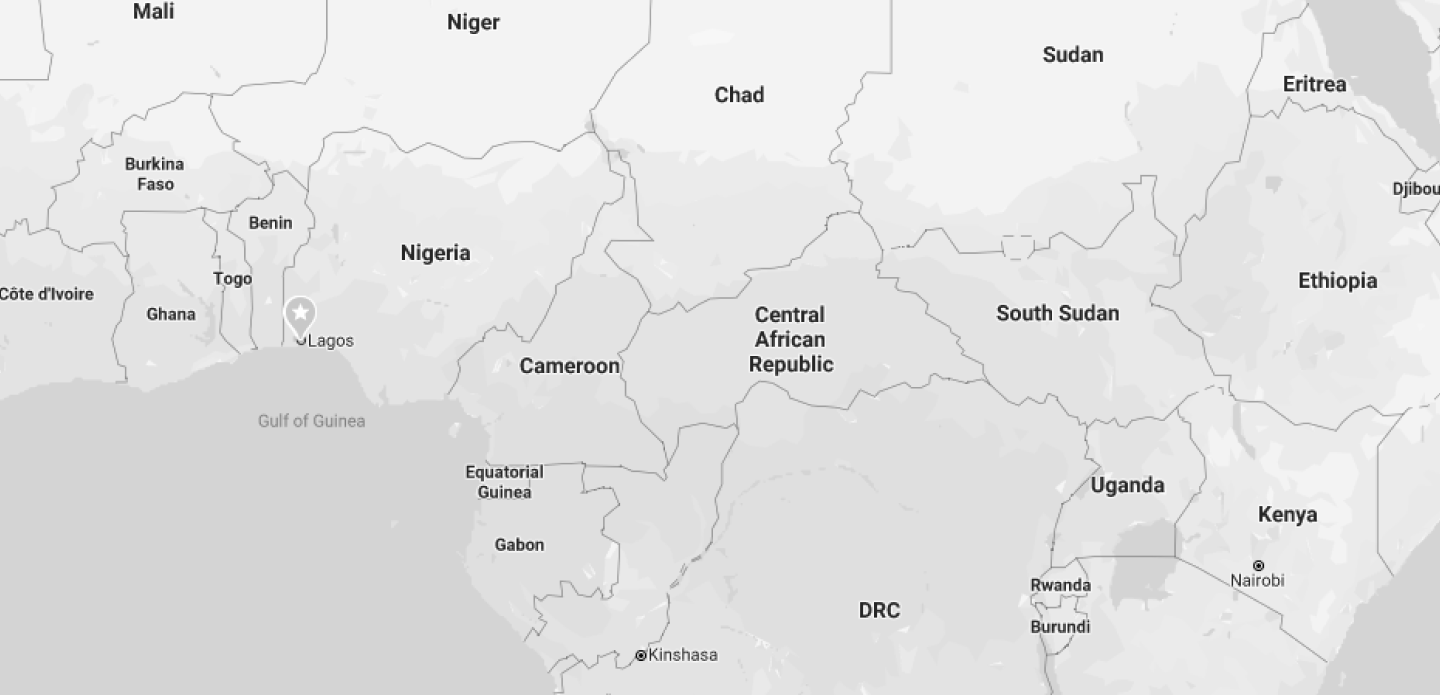 Mali
Niger
Sudan
Chad
Eritrea
Burkina
Faso
Djibou
Benin
Nigeria
Togo
Ethiopia
Côte d'Ivoire
Ghana
Central
African
Republic
South Sudan
Lagos
Cameroon
Gulf of Guinea
Equatorial
Guinea
Uganda
Kenya
Gabon
Nairobi
Rwanda
DRC
Burundi
Kinshasa